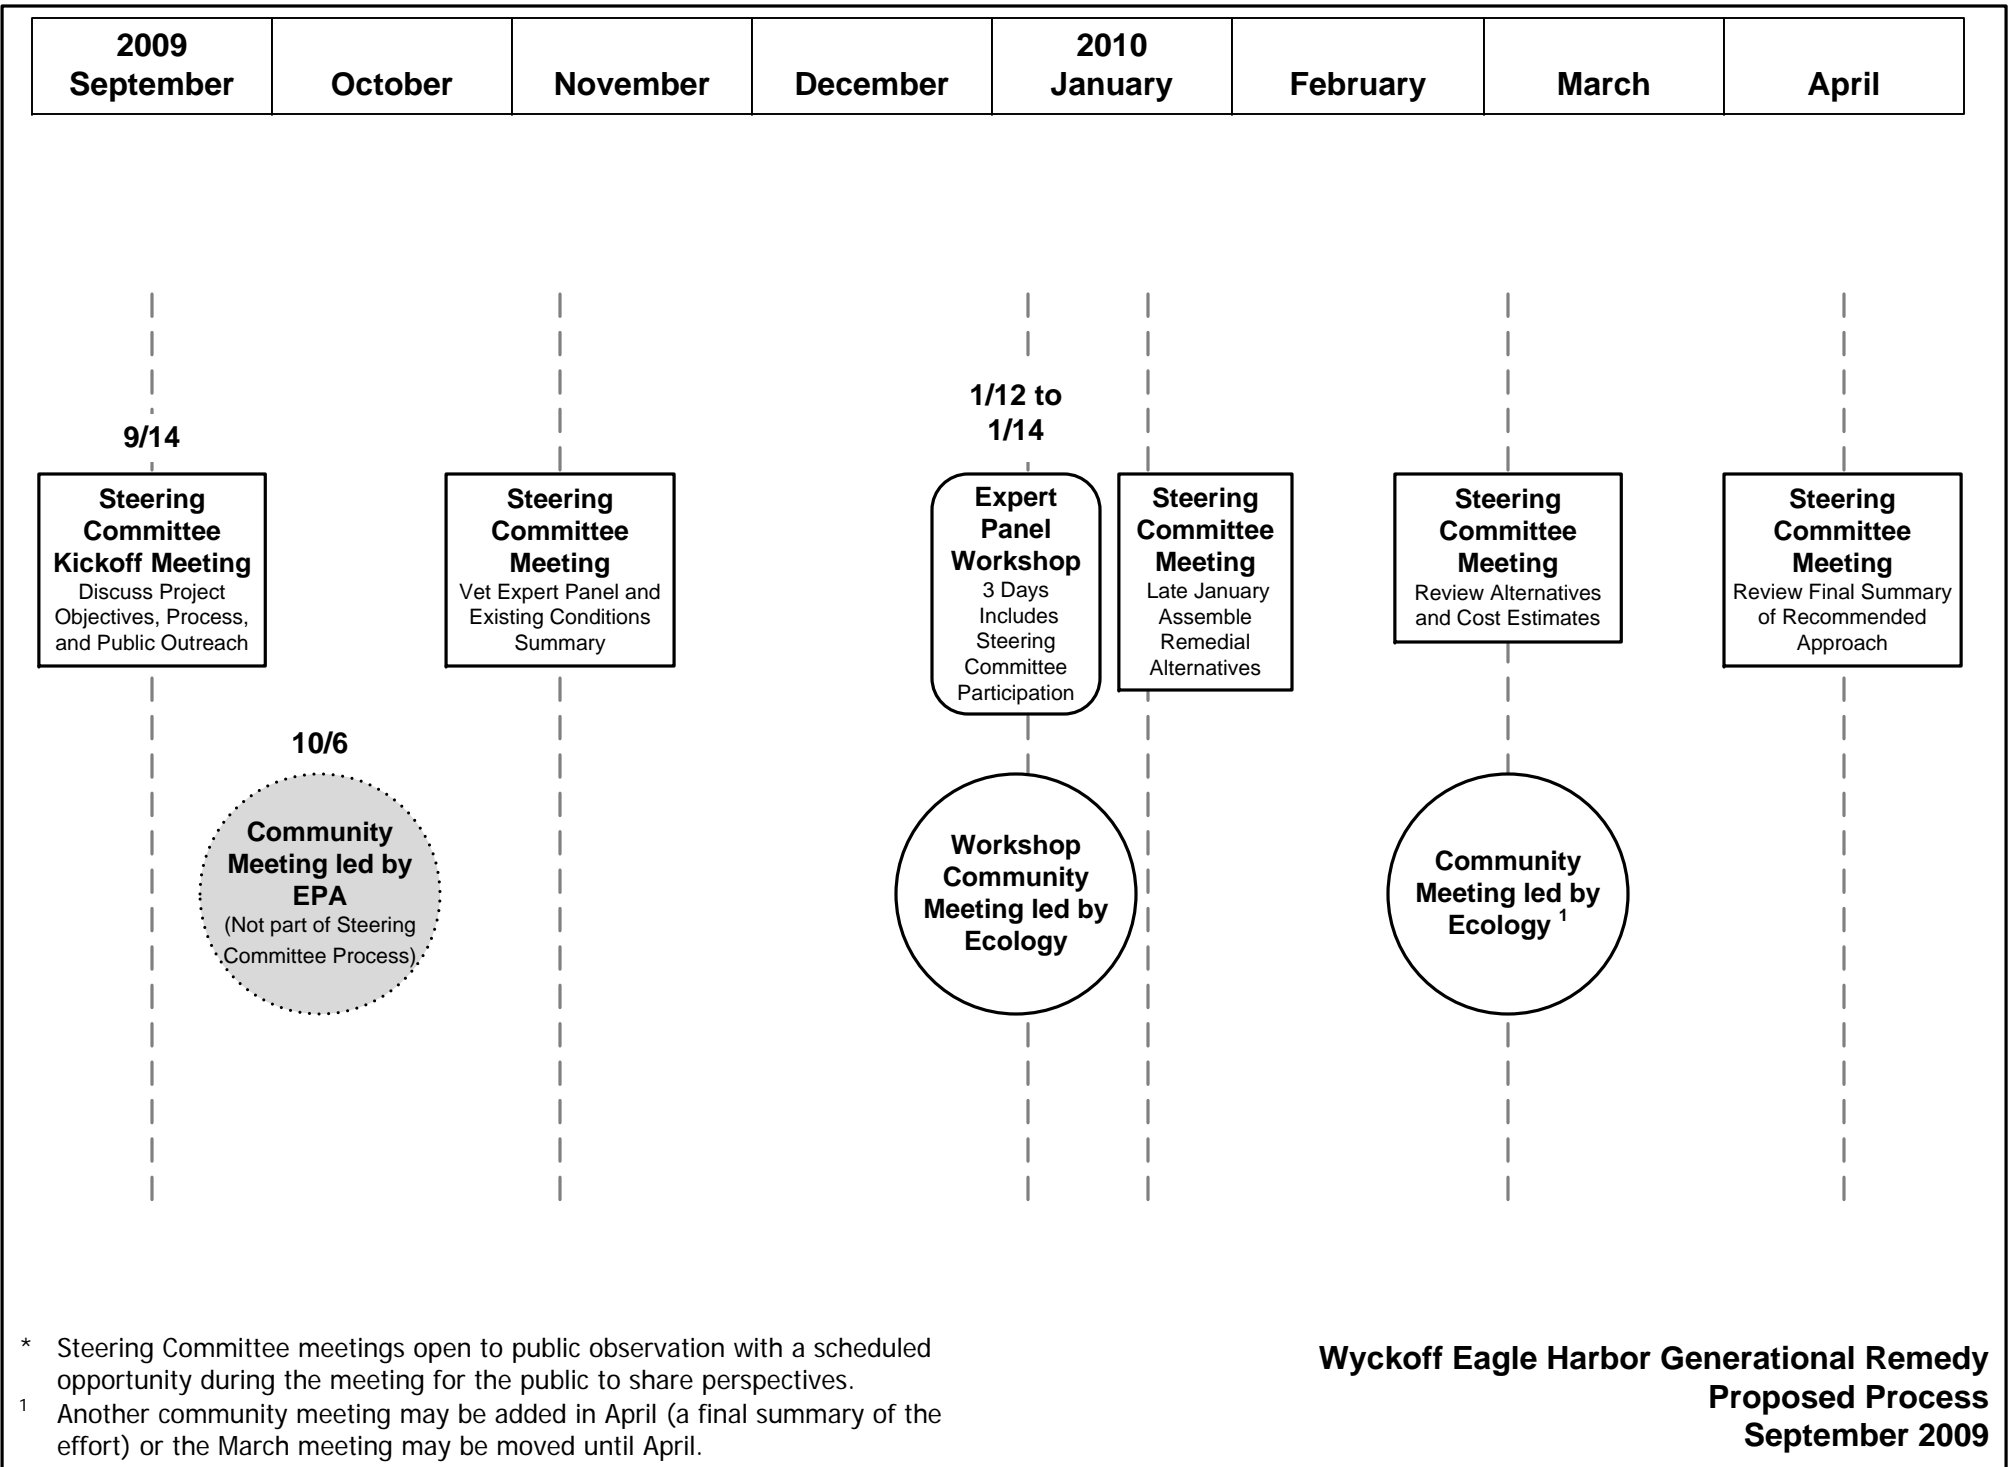 2009
September
October
November
December
2010
January
February
March
April
9/14
Steering
Committee
Kickoff Meeting
Discuss Project
Objectives, Process,
and Public Outreach
10/6
Community
Meeting led by
EPA
(Not part of Steering
Committee Process)
Steering
Committee
Meeting
Vet Expert Panel and
Existing Conditions
Summary
1/12 to
1/14
Expert
Panel
Workshop
3 Days
Includes
Steering
Committee
Participation
Workshop
Community
Meeting led by
Ecology
Steering
Committee
Meeting
Late January
Assemble
Remedial
Alternatives
Steering
Committee
Meeting
Review Alternatives
and Cost Estimates
Community
Meeting led by
Ecology 1
Steering
Committee
Meeting
Review Final Summary
of Recommended
Approach
* Steering Committee meetings open to public observation with a scheduled
opportunity during the meeting for the public to share perspectives.
1 Another community meeting may be added in April (a final summary of the
effort) or the March meeting may be moved until April.
Wyckoff Eagle Harbor Generational Remedy
Proposed Process
September 2009